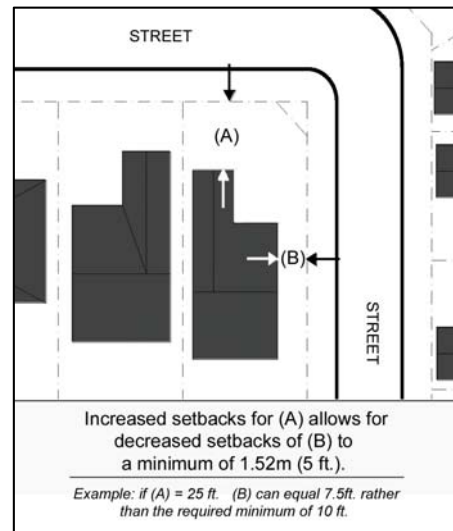 STREET
(A)
(B)
STREET
Increased setbacks for (A) allows for
decreased setbacks of (B) to
a minimum of 1.52m (5 ft.).
Example: if (A) = 25 ft. (B) can equal 7.5ft. rather
than the required minimum of 10 ft.